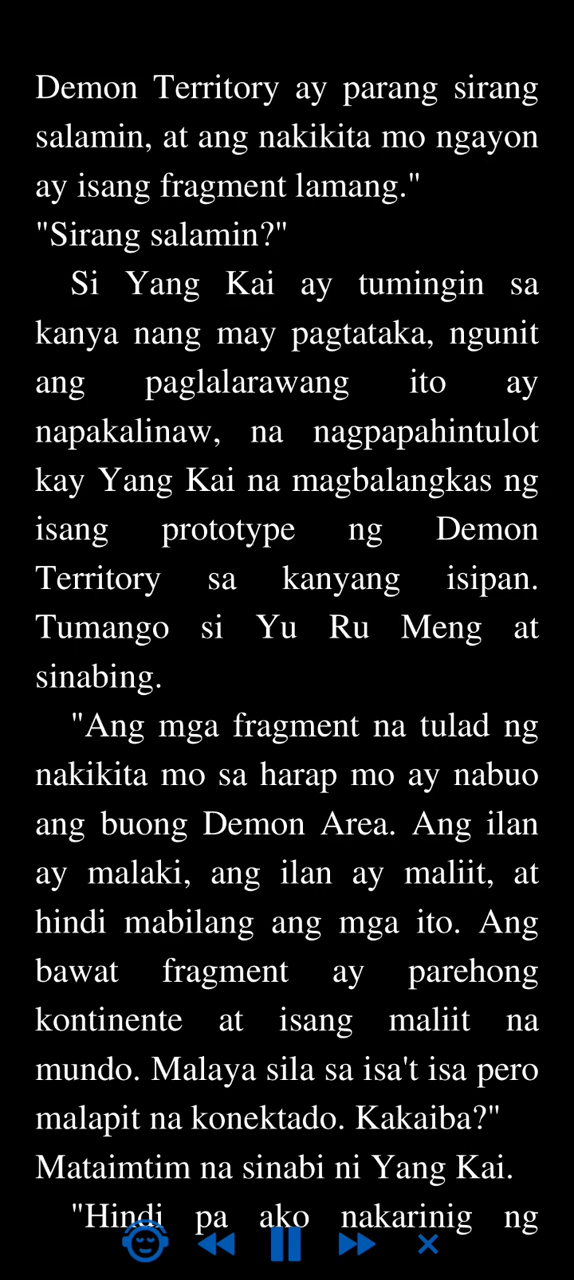 Demon Territory ay parang sirang
salamin, at ang nakikita mo ngayon
ay isang fragment lamang."
"Sirang salamin?"
Si Yang Kai ay tumingin sa
kanya nang may pagtataka, ngunit
ang paglalarawang ito ay
napakalinaw, na nagpapahintulot
kay Yang Kai na magbalangkas ng
isang prototype ng Demon
Territory sa kanyang isipan.
Tumango si Yu Ru Meng at
sinabing.
"Ang mga fragment na tulad ng
nakikita mo sa harap mo ay nabuo
ang buong Demon Area. Ang ilan
ay malaki, ang ilan ay maliit, at
hindi mabilang ang mga ito. Ang
bawat fragment ay parehong
kontinente at isang maliit na
mundo. Malaya sila sa isa't isa pero
malapit na konektado. Kakaiba?"
Mataimtim na sinabi ni Yang Kai.
"Hindi pa ako nakarinig ng